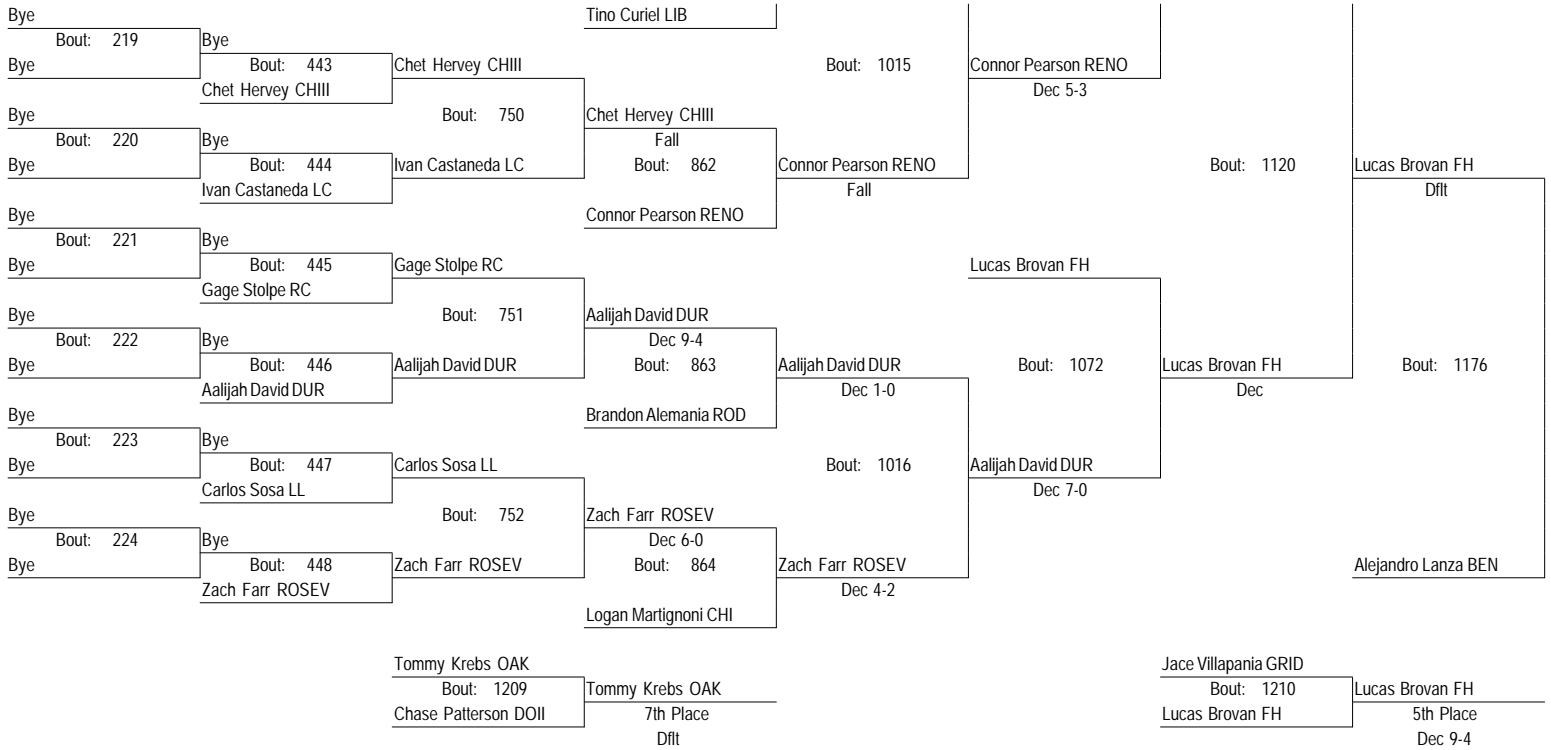 Bye Tino Curiel LIB
Bout: 219 Bye
Bye Bout: 443 Chet Hervey CHIII Bout: 1015 Connor Pearson RENO
Chet Hervey CHIII Dec 5-3
Bye Bout: 750 Chet Hervey CHIII
Bout: 220 Bye Fall
Bye Bout: 444 Ivan Castaneda LC Bout: 862 Connor Pearson RENO Bout: 1120 Lucas Brovan FH
Ivan Castaneda LC Fall Dflt
Bye Connor Pearson RENO
Bout: 221 Bye
Bye Bout: 445 Gage Stolpe RC Lucas Brovan FH
Gage Stolpe RC
Bye Bout: 751 Aalijah David DUR
Bout: 222 Bye Dec 9-4
Bye Bout: 446 Aalijah David DUR Bout: 863 Aalijah David DUR Bout: 1072 Lucas Brovan FH Bout: 1176
Aalijah David DUR Dec 1-0 Dec
Bye Brandon Alemania ROD
Bout: 223 Bye
Bye Bout: 447 Carlos Sosa LL Bout: 1016 Aalijah David DUR
Carlos Sosa LL Dec 7-0
Bye Bout: 752 Zach Farr ROSEV
Bout: 224 Bye Dec 6-0
Bye Bout: 448 Zach Farr ROSEV Bout: 864 Zach Farr ROSEV Alejandro Lanza BEN
Zach Farr ROSEV Dec 4-2
Logan Martignoni CHI
Tommy Krebs OAK Jace Villapania GRID
Bout: 1209 Tommy Krebs OAK Bout: 1210 Lucas Brovan FH
Chase Patterson DOII 7th Place Lucas Brovan FH 5th Place
Dflt Dec 9-4